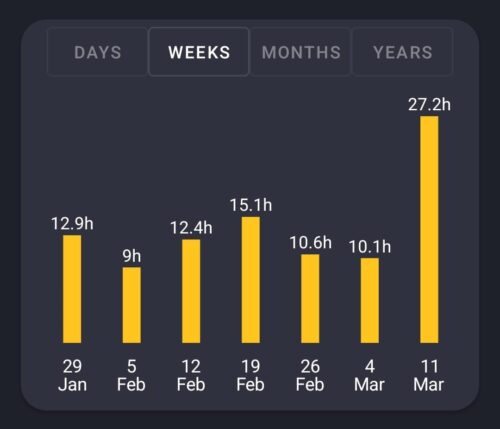 DAYS WEEKS MONTHS YEARS
27.2h
15.1h
12.9h 12.4h
10.6h 10.1h
9h
29 5 12 19 26 4 11
Jan Feb Feb Feb Feb Mar Mar